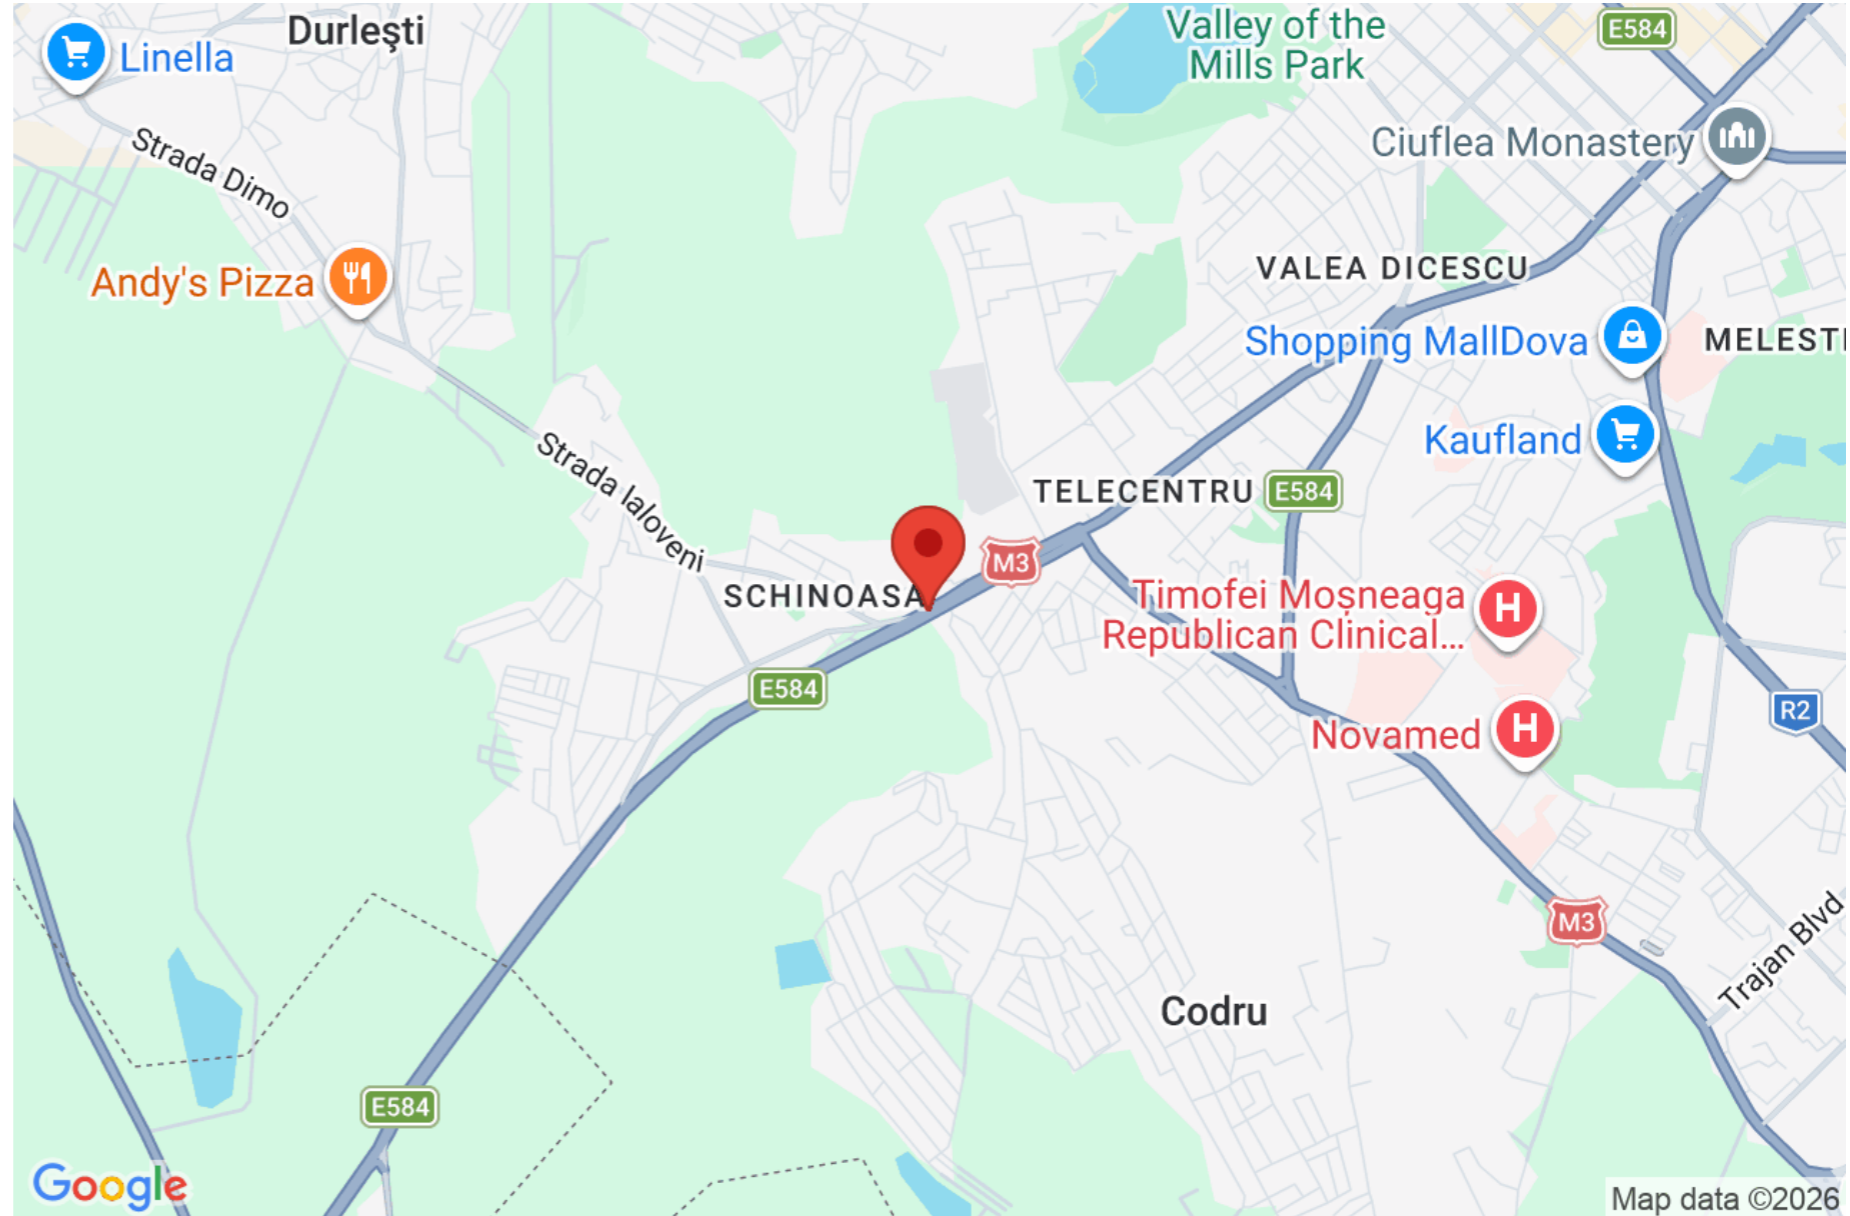 Durleşti
Linella
Valley of the
Mills Park
E584
Ciuflea Monastery
Strada Dimo
Andy's Pizza
VALEA DICESCU
Shopping MallDova
MELESTI
Kaufland
Strada Ialoveni
TELECENTRU
E584
M3
SCHINOASA
Timofei Moșneaga
Republican Clinical...
E584
R2
Novamed
M3
Trajan Blvd
Codru
E584
Google
Map data ©2026